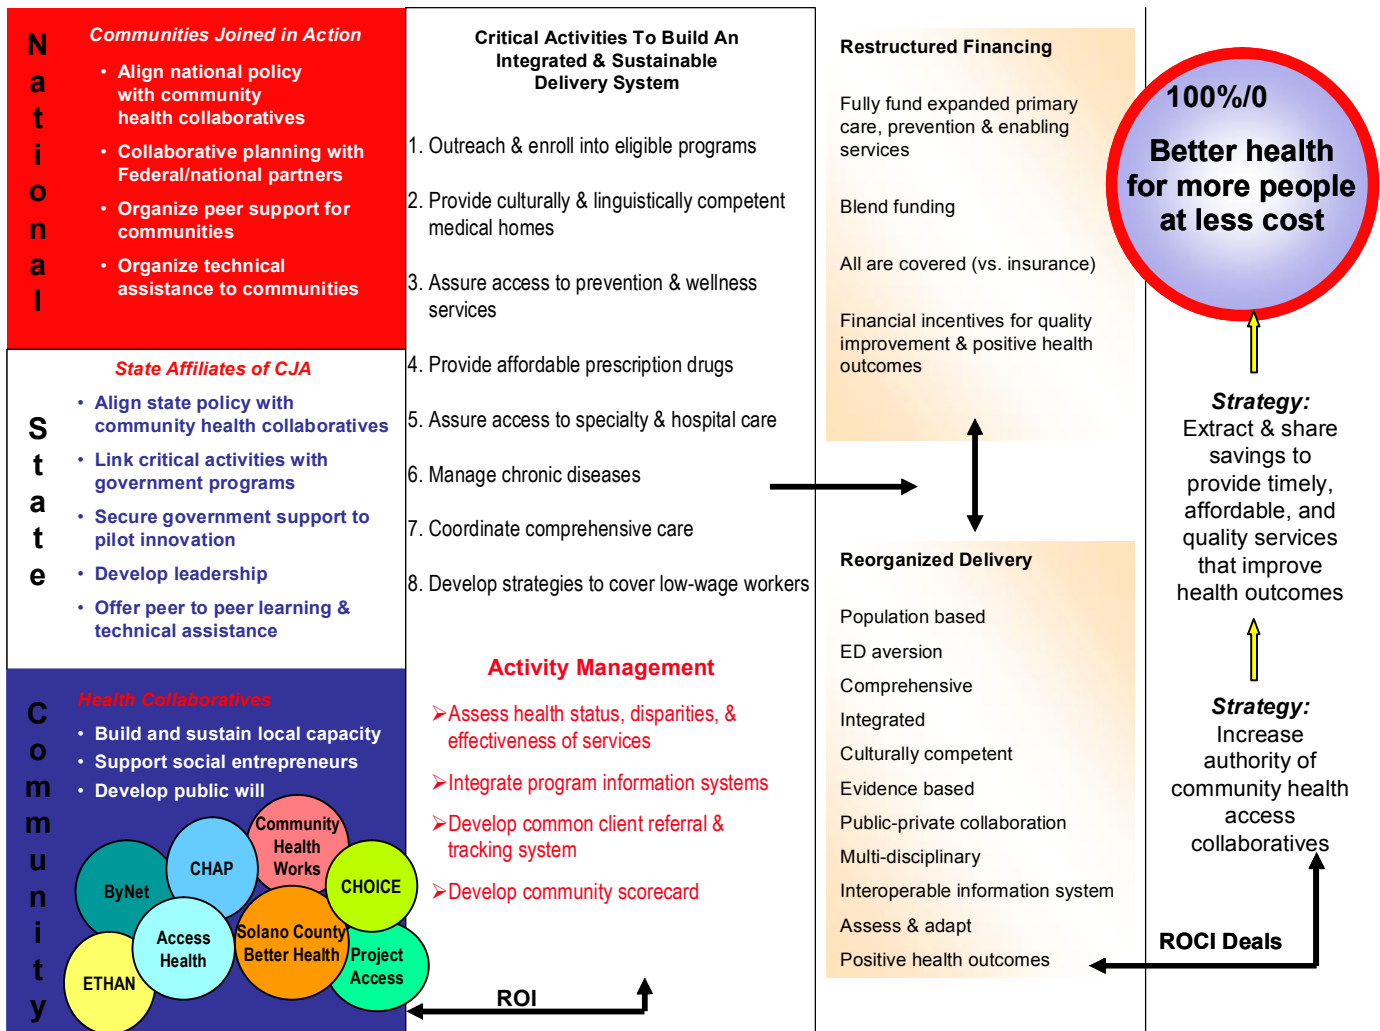 National
Communities Joined in Action
• Align national policy
with community
health collaboratives
• Collaborative planning with
Federal/national partners
• Organize peer support for
communities
• Organize technical
assistance to communities
State
State Affiliates of CJA
• Align state policy with
community health collaboratives
• Link critical activities with
government programs
• Secure government support to
pilot innovation
• Develop leadership
• Offer peer to peer learning &
technical assistance
Community
Health Collaboratives
• Build and sustain local capacity
• Support social entrepreneurs
• Develop public will
Community
Health
Works
CHAP
ByNet
CHOICE
Access
Health
Solano County
Better Health
Project
Access
ETHAN
Critical Activities To Build An
Integrated & Sustainable
Delivery System
1. Outreach & enroll into eligible programs
2. Provide culturally & linguistically competent
medical homes
3. Assure access to prevention & wellness
services
4. Provide affordable prescription drugs
5. Assure access to specialty & hospital care
6. Manage chronic diseases
7. Coordinate comprehensive care
8. Develop strategies to cover low-wage workers
Activity Management
➢Assess health status, disparities, &
effectiveness of services
➢Integrate program information systems
➢Develop common client referral &
tracking system
➢Develop community scorecard
ROI
Restructured Financing
Fully fund expanded primary
care, prevention & enabling
services
Blend funding
All are covered (vs. insurance)
Financial incentives for quality
improvement & positive health
outcomes
Reorganized Delivery
Population based
ED aversion
Comprehensive
Integrated
Culturally competent
Evidence based
Public-private collaboration
Multi-disciplinary
Interoperable information system
Assess & adapt
Positive health outcomes
100%/0
Better health
for more people
at less cost
Strategy:
Extract & share
savings to
provide timely,
affordable, and
quality services
that improve
health outcomes
Strategy:
Increase
authority of
community health
access
collaboratives
ROCI Deals